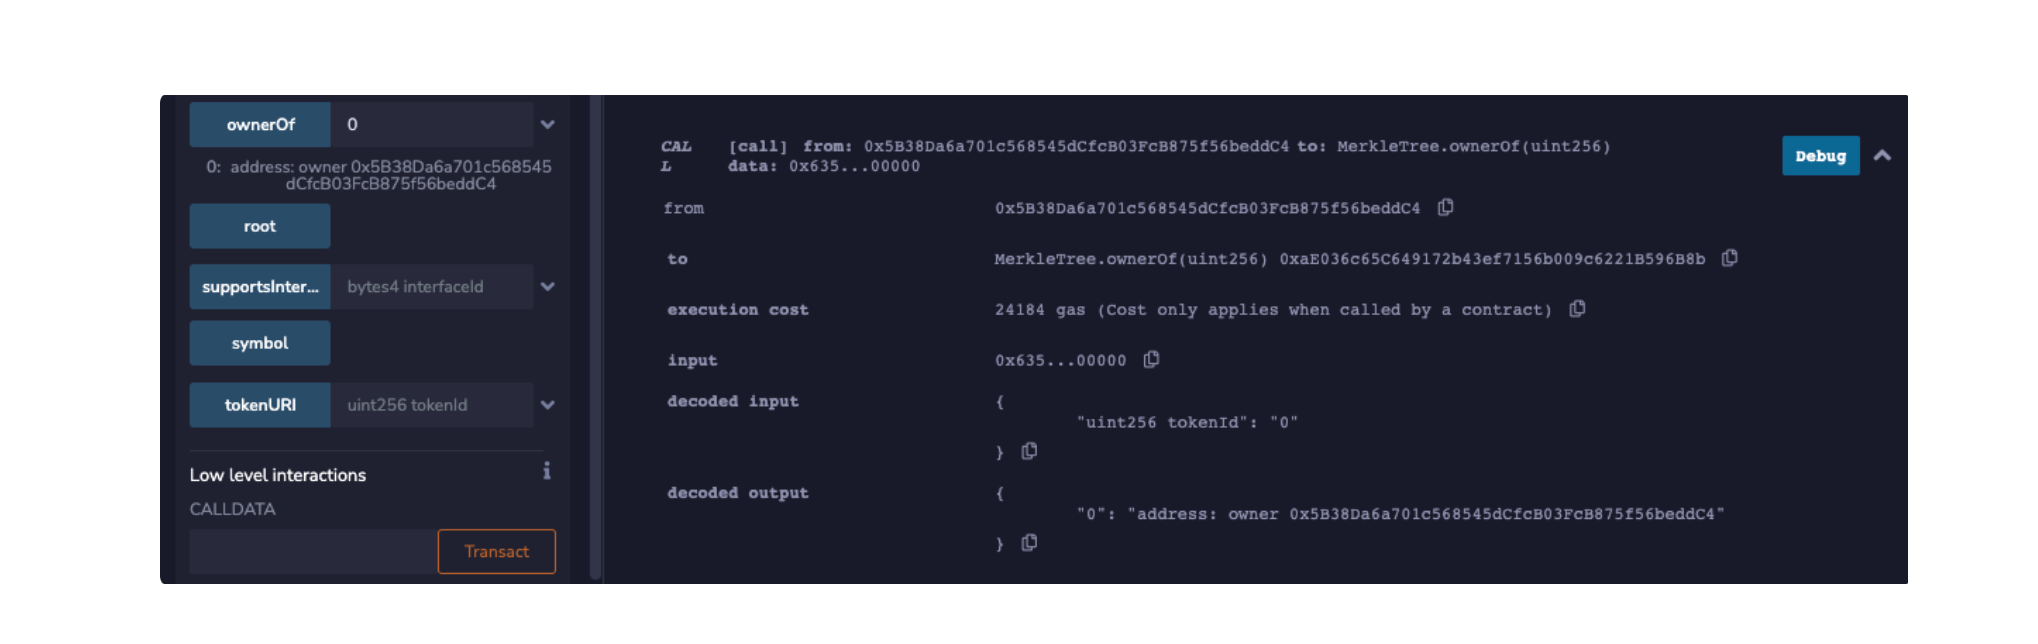 ownerOf 0
0: address: owner 0x5B38Da6a701c568545
dCfcB03FcB875f56beddC4
root
supportsInter... bytes4 interfaceId
symbol
tokenURI uint256 tokenId
Low level interactions i
CALLDATA
Transact
CAL [call] from: 0x5B38Da6a701c568545dCfcB03FcB875f56beddC4 to: MerkleTree.ownerOf(uint256)
L data: 0x635...00000
Debug
from 0x5B38Da6a701c568545dCfcB03FcB875f56beddC4
to MerkleTree.ownerOf(uint256) 0xaE036c65C649172b43ef7156b009c6221B596B8b
execution cost 24184 gas (Cost only applies when called by a contract)
input 0x635...00000
decoded input {
"uint256 tokenId": "0"
}
decoded output {
"0": "address: owner 0x5B38Da6a701c568545dCfcB03FcB875f56beddC4"
}